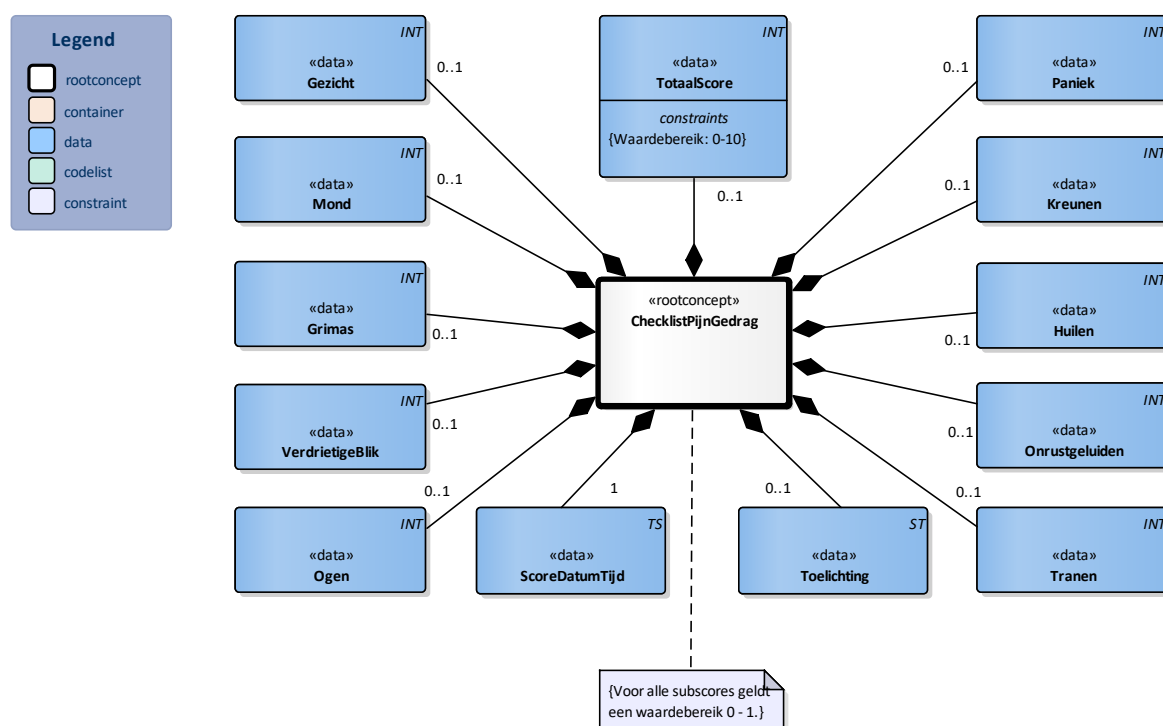 Legend
rootconcept
container
data
codelist
constraint
INT
«data»
Gezicht
0..1
INT
«data»
TotaalScore
constraints
{Waardebereik: 0-10}
0..1
INT
«data»
Paniek
0..1
INT
«data»
Mond
0..1
INT
«data»
Kreunen
0..1
INT
«data»
Grimas
0..1
«rootconcept»
ChecklistPijnGedrag
INT
«data»
Huilen
0..1
INT
«data»
VerdrietigeBlik
0..1
INT
«data»
Onrustgeluiden
0..1
INT
«data»
Ogen
0..1
TS
«data»
ScoreDatumTijd
1
ST
«data»
Toelichting
0..1
INT
«data»
Tranen
0..1
{Voor alle subscores geldt
een waardebereik 0 - 1.}